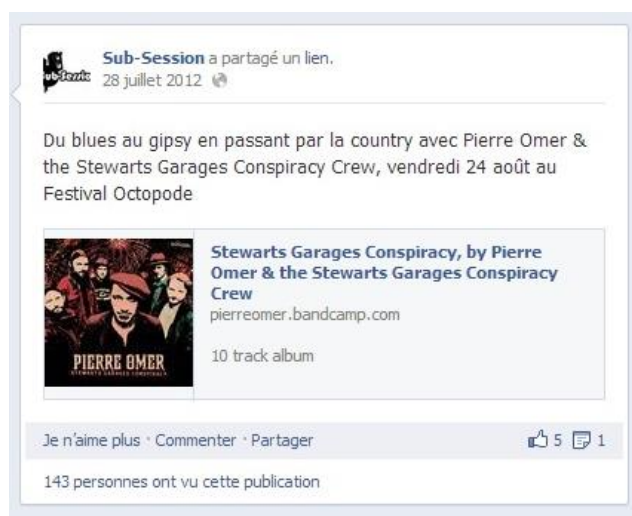 Sub-Session a partagé un lien.
28 juillet 2012
Du blues au gipsy en passant par la country avec Pierre Omer &
the Stewarts Garages Conspiracy Crew, vendredi 24 août au
Festival Octopode
Stewarts Garages Conspiracy, by Pierre
Omer & the Stewarts Garages Conspiracy
Crew
pierreomer.bandcamp.com
10 track album
PIERRE OMER
STEWARTS GARAGES CONSPIRACY
Je n'aime plus · Commenter · Partager
5 1
143 personnes ont vu cette publication